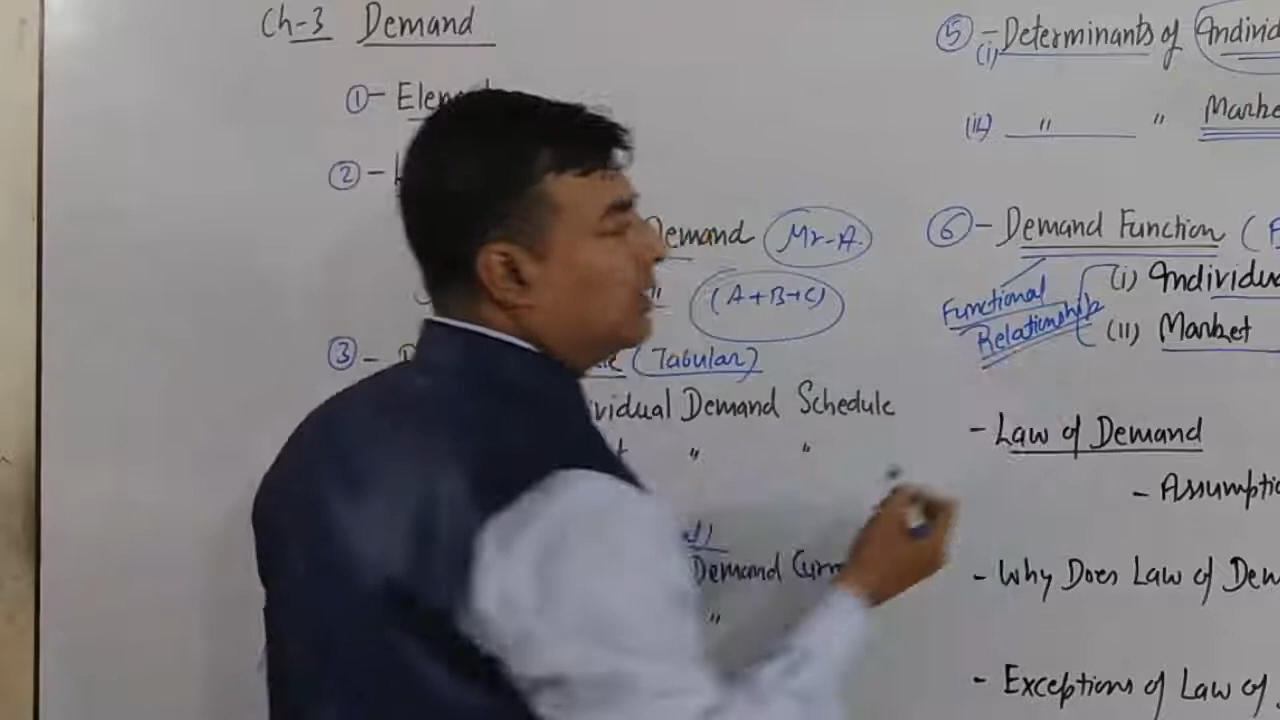 Ch-3 Demand
①- Elem
②-
Demand (Mr-A)
" (A+B+C)
③- (Tabular)
vidual Demand Schedule
" "
Demand Curv
"
⑤-Determinants of Individ
(i)
(ii) " " Marke
⑥- Demand Function (F
Functional Relationship
(i) Individu
(ii) Market
- Law of Demand
- Assumptio
- Why Does Law of Dem
- Exceptions of Law of